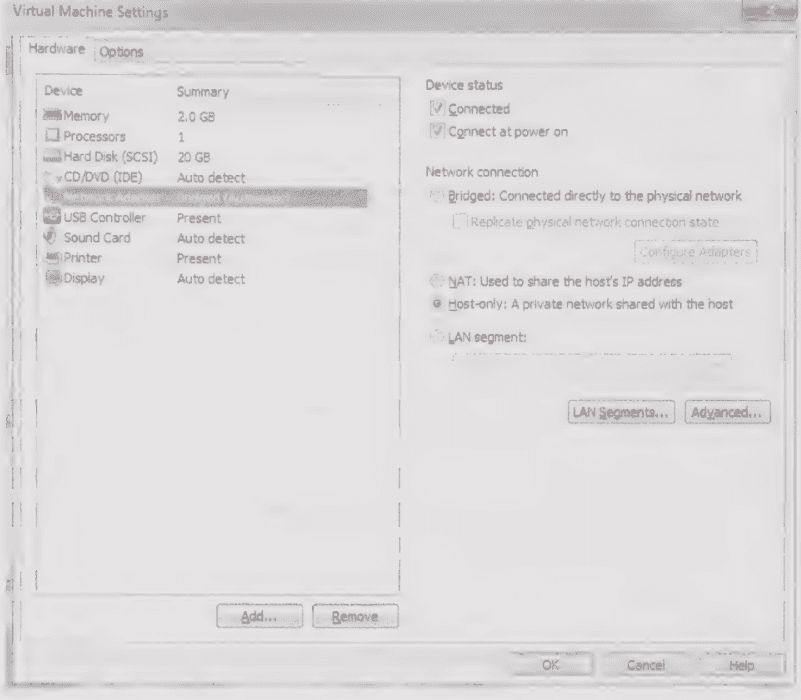 Virtual Machine Settings
Hardware
Options
Device Summary
Memory 2.0 GB
Processors 1
Hard Disk (SCSI) 20 GB
CD/DVD (IDE) Auto detect
USB Controller Present
Sound Card Auto detect
Printer Present
Display Auto detect
Add...
Remove
Device status
Connected
Connect at power on
Network connection
Bridged: Connected directly to the physical network
Replicate physical network connection state
Configure Adapters
NAT: Used to share the host's IP address
Host-only: A private network shared with the host
LAN segment:
LAN Segments...
Advanced...
OK
Cancel
Help